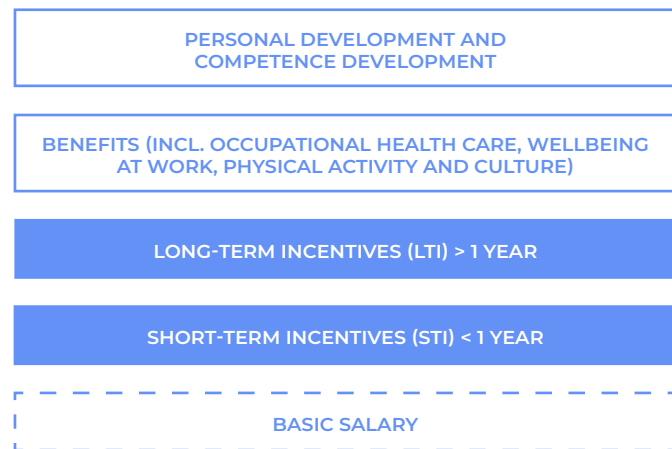 PERSONAL DEVELOPMENT AND
COMPETENCE DEVELOPMENT
BENEFITS (INCL. OCCUPATIONAL HEALTH CARE, WELLBEING
AT WORK, PHYSICAL ACTIVITY AND CULTURE)
LONG-TERM INCENTIVES (LTI) > 1 YEAR
SHORT-TERM INCENTIVES (STI) < 1 YEAR
BASIC SALARY